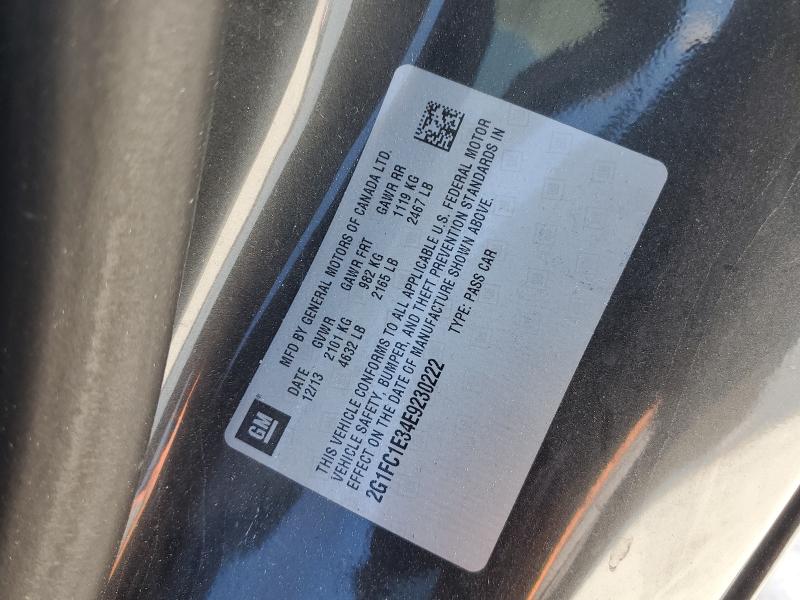 GM
MFD BY GENERAL MOTORS OF CANADA LTD.
DATE GVWR GAWR FRT GAWR RR
12/13 2101 KG 982 KG 1119 KG
4632 LB 2165 LB 2467 LB
THIS VEHICLE CONFORMS TO ALL APPLICABLE U.S. FEDERAL MOTOR
VEHICLE SAFETY, BUMPER, AND THEFT PREVENTION STANDARDS IN
EFFECT ON THE DATE OF MANUFACTURE SHOWN ABOVE.
2G1FC1E34E9230222 TYPE: PASS CAR